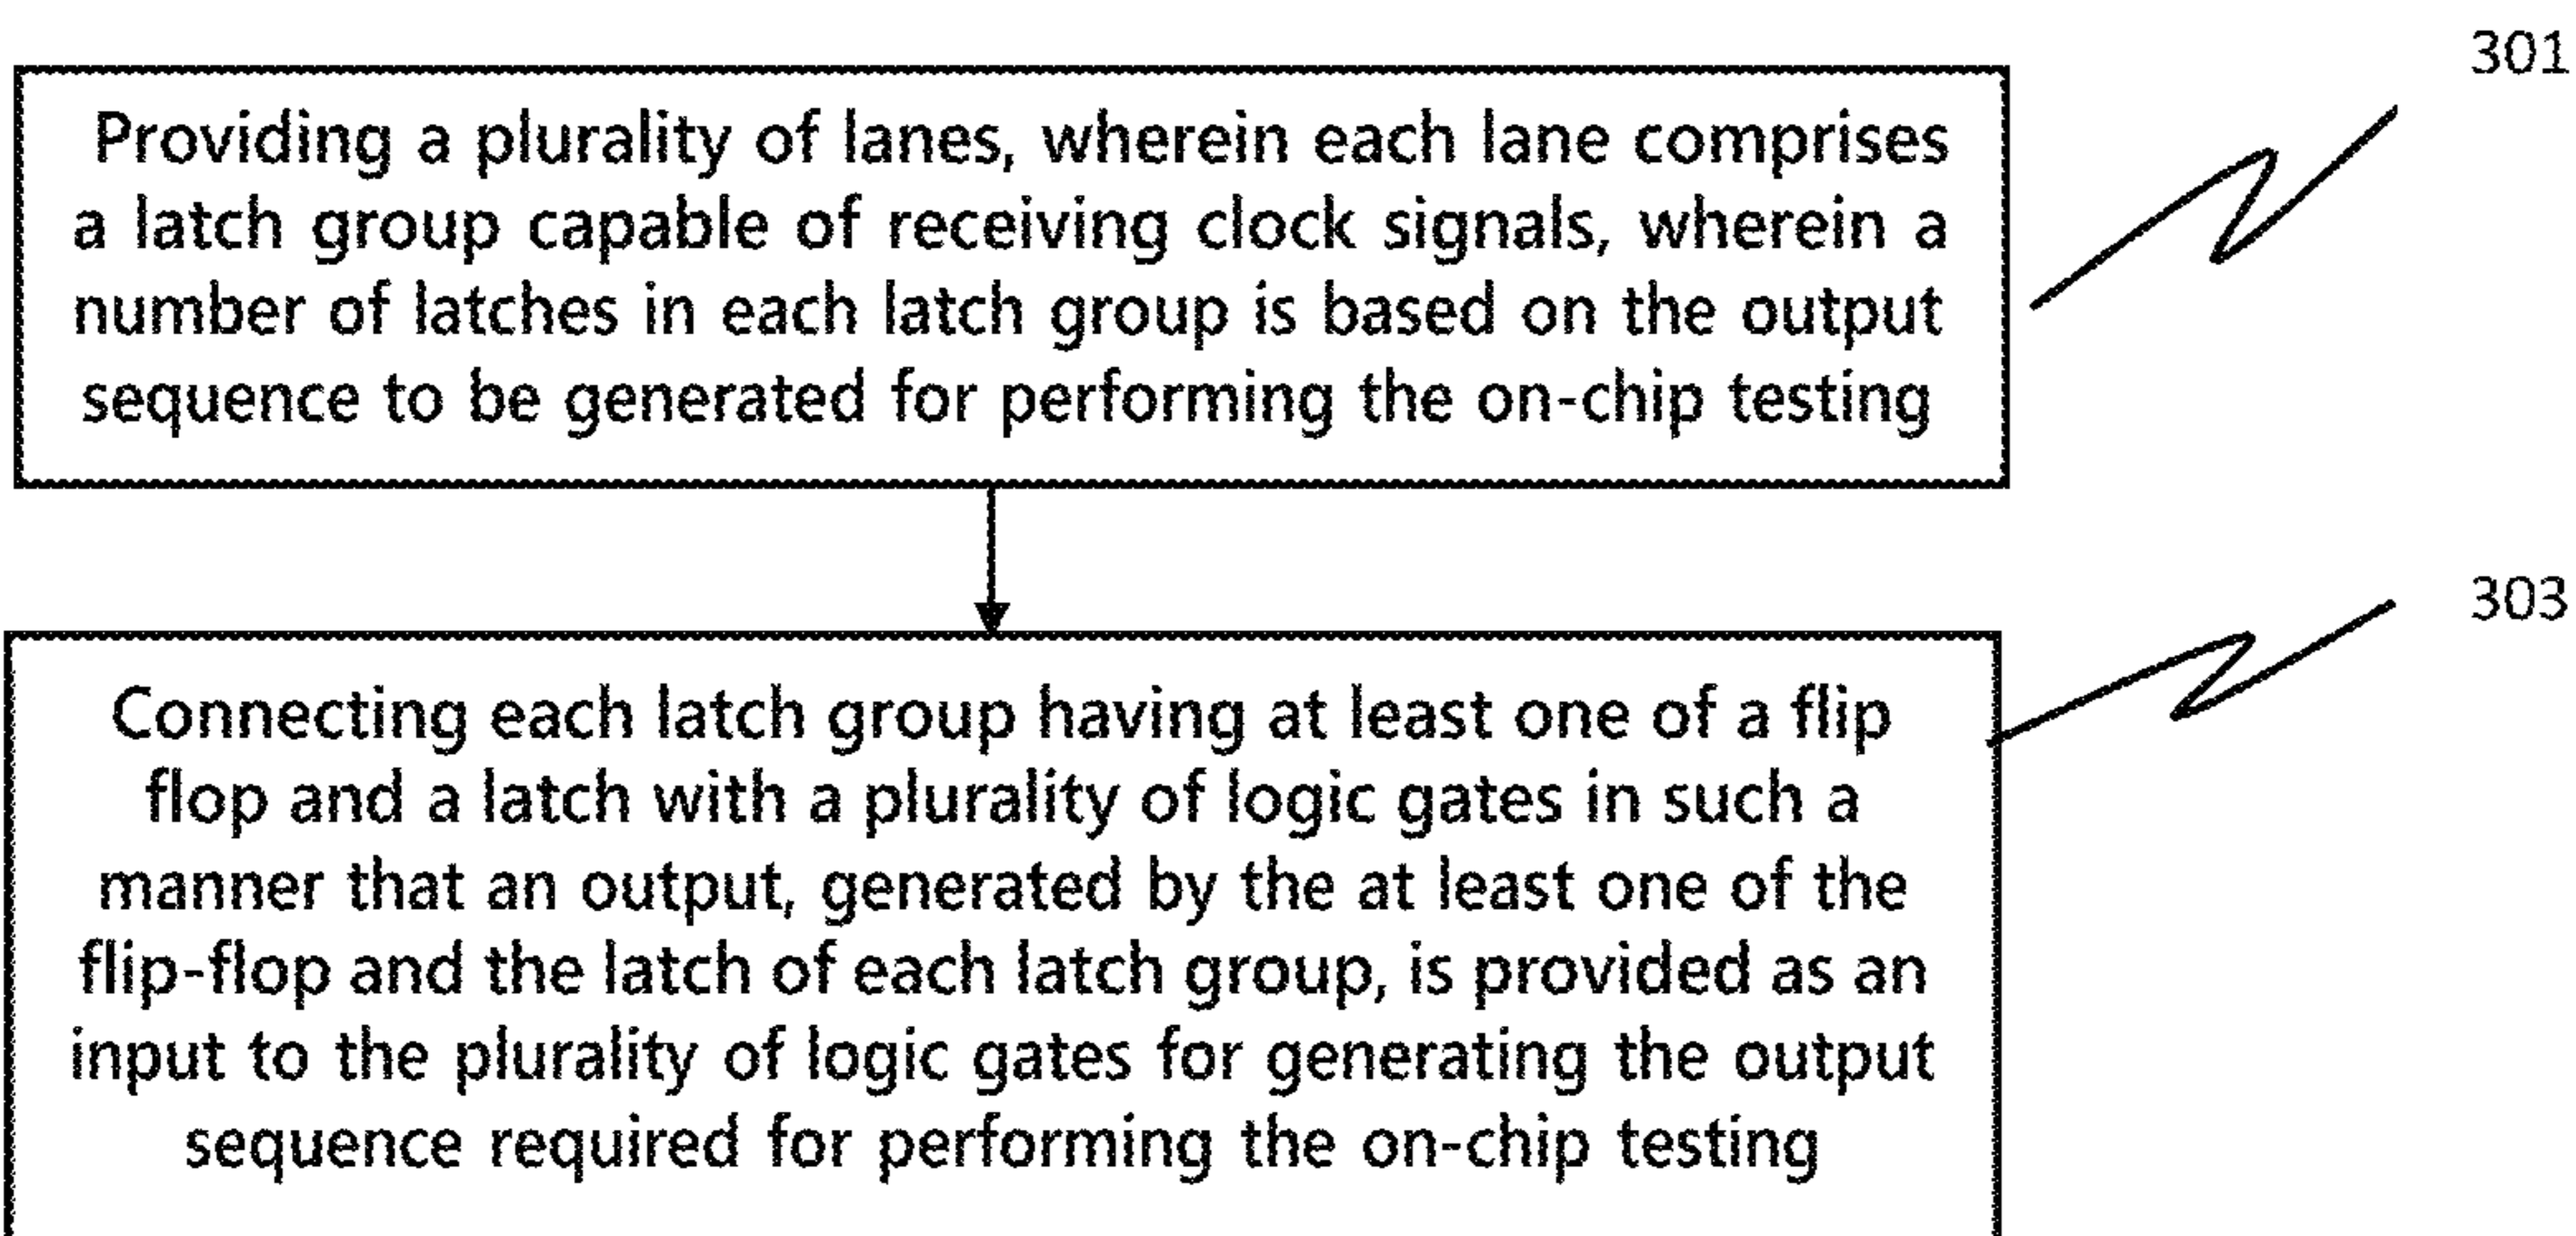 301
Providing a plurality of lanes, wherein each lane comprises
a latch group capable of receiving clock signals, wherein a
number of latches in each latch group is based on the output
sequence to be generated for performing the on-chip testing
303
Connecting each latch group having at least one of a flip
flop and a latch with a plurality of logic gates in such a
manner that an output, generated by the at least one of the
flip-flop and the latch of each latch group, is provided as an
input to the plurality of logic gates for generating the output
sequence required for performing the on-chip testing